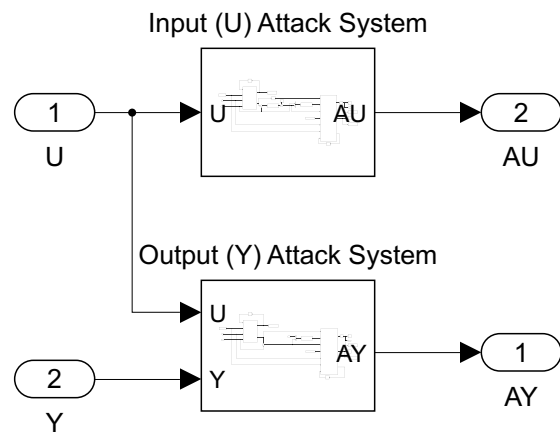 Input (U) Attack System
1
U
U
AU
2
AU
Output (Y) Attack System
U
2
Y
Y
AY
1
AY